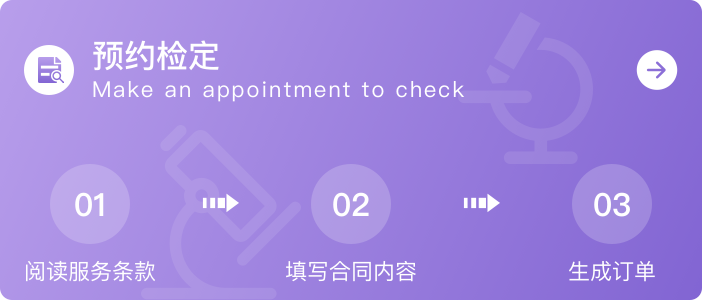 预约检定
Make an appointment to check
01
02
03
阅读服务条款
填写合同内容
生成订单